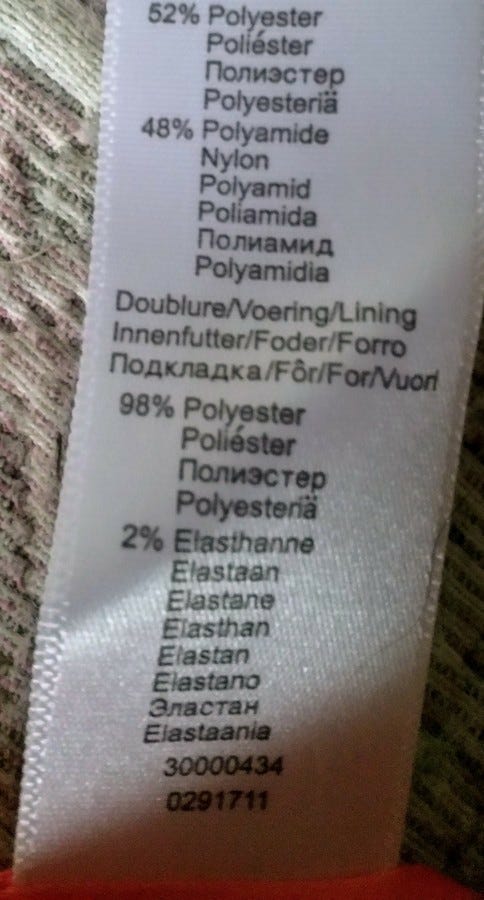 52% Polyester
Poliéster
Полиэстер
Polyesteriä
48% Polyamide
Nylon
Polyamid
Poliamida
Полиамид
Polyamidia
Doublure/Voering/Lining
Innenfutter/Foder/Forro
Подкладка/Fôr/For/Vuori
98% Polyester
Poliéster
Полиэстер
Polyesteriä
2% Elasthanne
Elastaan
Elastane
Elasthan
Elastan
Elastano
Эластан
Elastaania
30000434
0291711